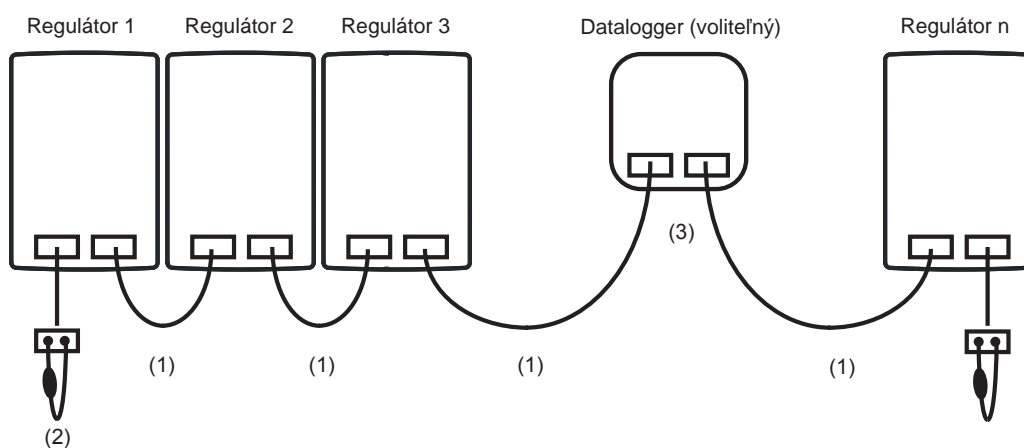 Regulátor 1
Regulátor 2
Regulátor 3
Datalogger (voliteľný)
Regulátor n
(3)
(1)
(1)
(1)
(1)
(2)